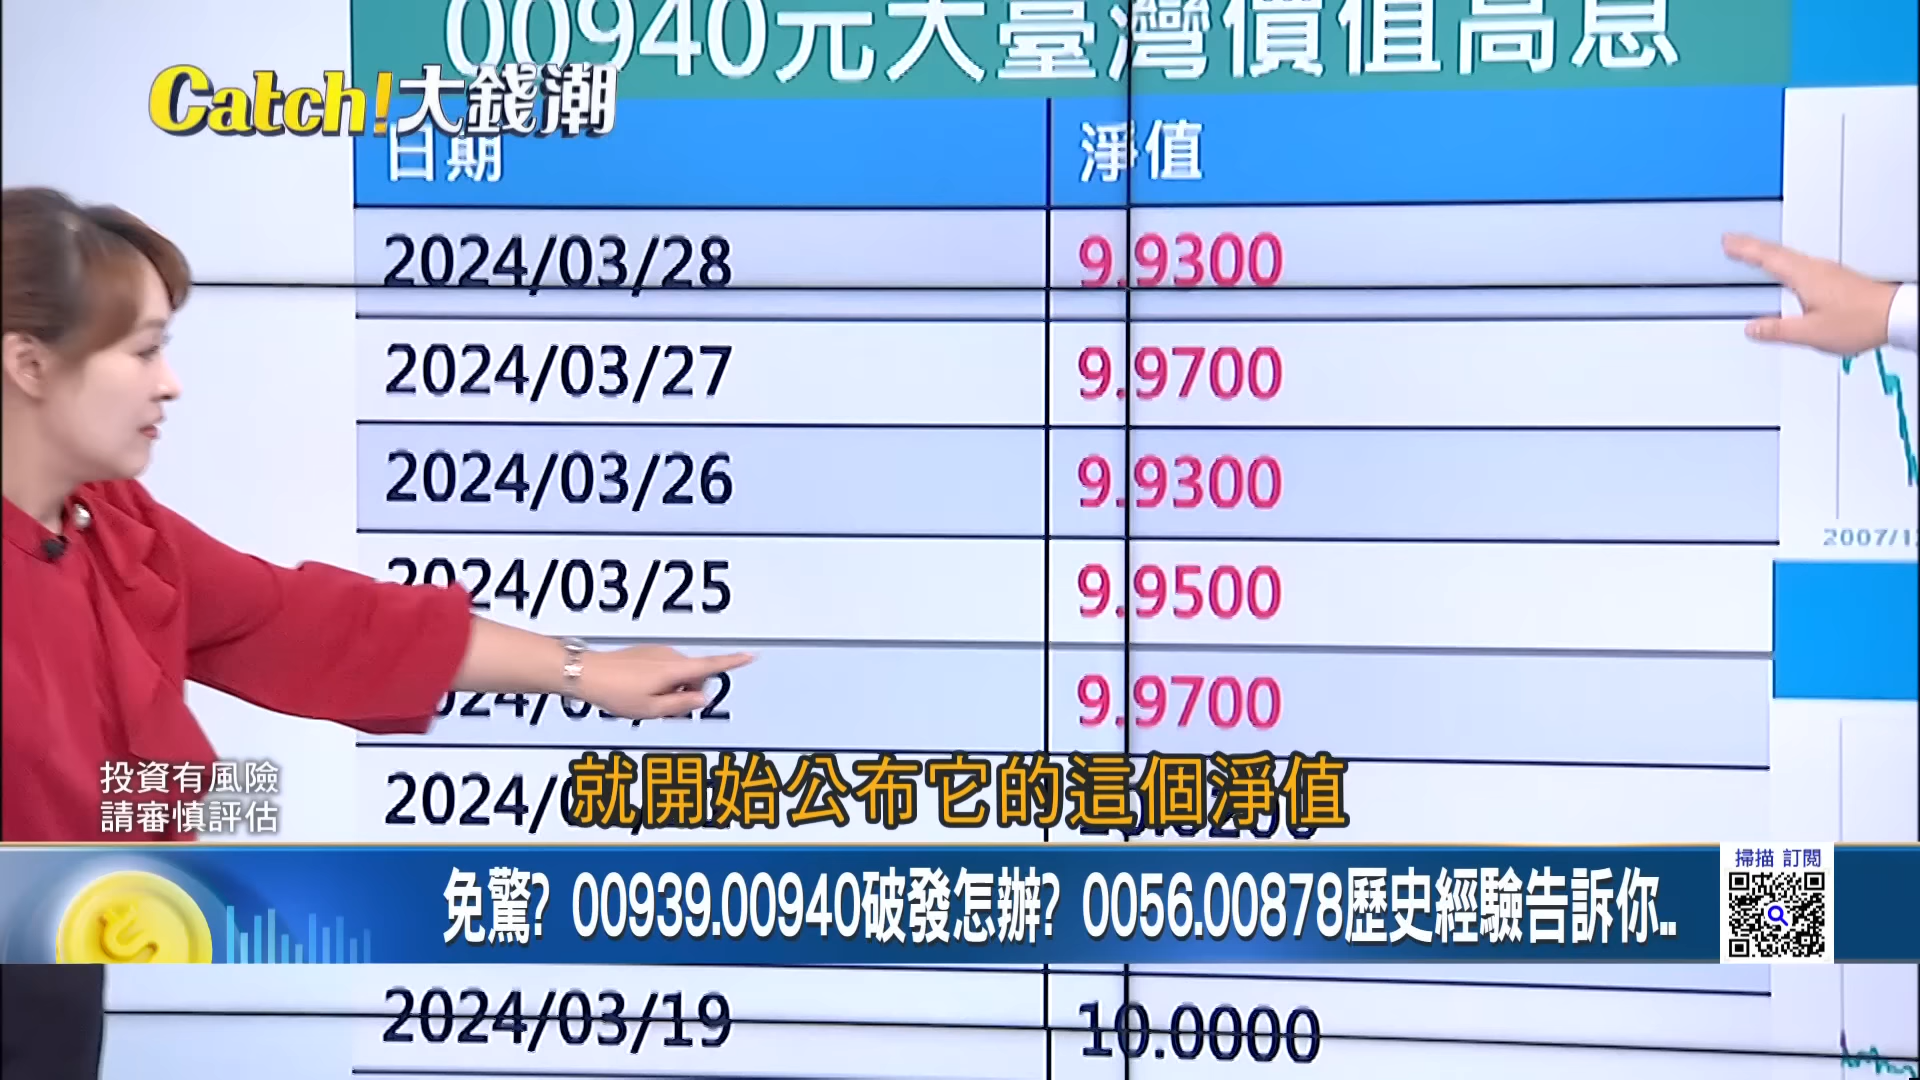 00940元大臺灣價值高息
Catch!大錢潮
日期 淨值
2024/03/28 9.9300
2024/03/27 9.9700
2024/03/26 9.9300
2024/03/25 9.9500
2024/03/22 9.9700
就開始公布它的這個淨值
投資有風險
請審慎評估
掃描 訂閱
免驚? 00939.00940破發怎辦? 0056.00878歷史經驗告訴你..
2024/03/19 10.0000